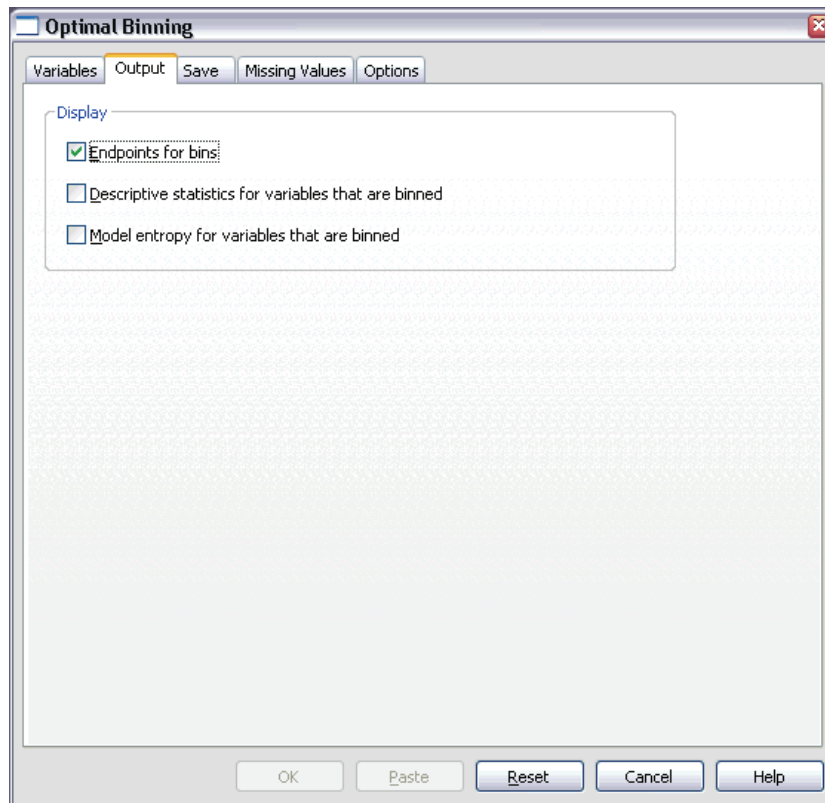 Optimal Binning
Variables Output Save Missing Values Options
Display
Endpoints for bins
Descriptive statistics for variables that are binned
Model entropy for variables that are binned
OK Paste Reset Cancel Help